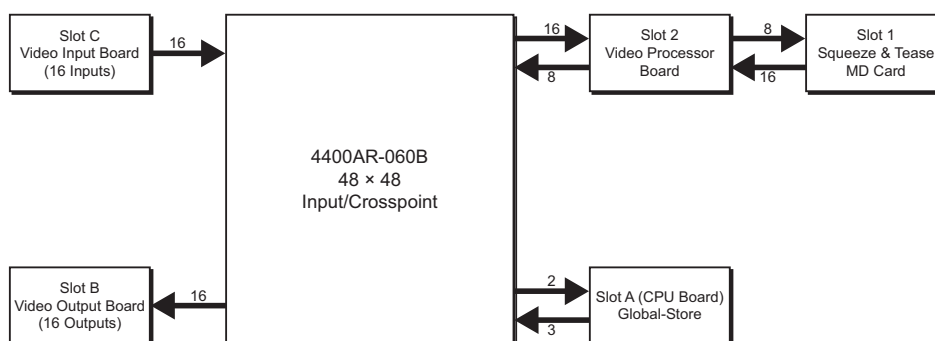 Slot C
Video Input Board
(16 Inputs)
16
4400AR-060B
48 × 48
Input/Crosspoint
16
8
Slot 2
Video Processor
Board
8
16
Slot 1
Squeeze & Tease
MD Card
Slot B
Video Output Board
(16 Outputs)
16
2
3
Slot A (CPU Board)
Global-Store